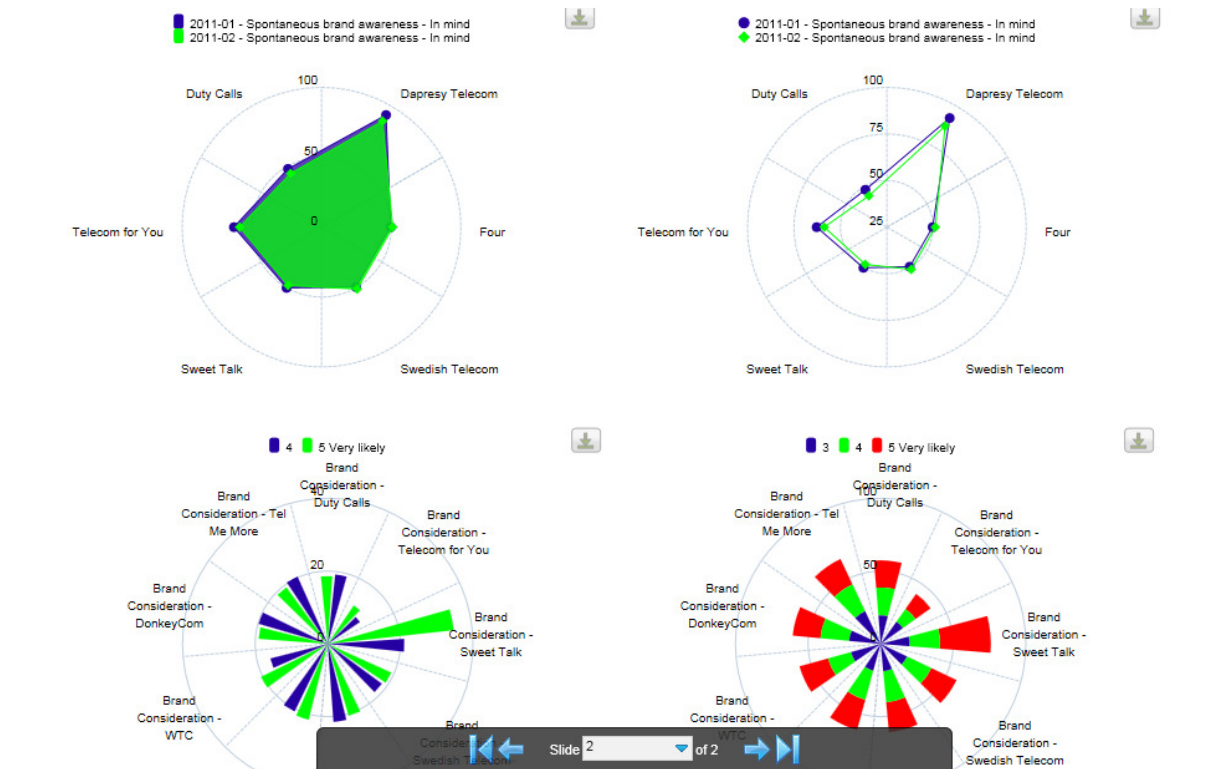 2011-01 - Spontaneous brand awareness - In mind
2011-02 - Spontaneous brand awareness - In mind
100
Duty Calls
Dapresy Telecom
50
0
Telecom for You
Four
Sweet Talk
Swedish Telecom
2011-01 - Spontaneous brand awareness - In mind
2011-02 - Spontaneous brand awareness - In mind
100
Duty Calls
Dapresy Telecom
75
50
25
Telecom for You
Four
Sweet Talk
Swedish Telecom
4 5 Very likely
Brand
Consideration -
Duty Calls
40
Brand
Consideration - Tel
Me More
Brand
Consideration -
Telecom for You
20
Brand
Consideration -
DonkeyCom
0
Brand
Consideration -
Sweet Talk
Brand
Consideration -
WTC
Brand
Consideration -
Swedish Telecom
3 4 5 Very likely
Brand
Consideration -
Duty Calls
100
Brand
Consideration - Tel
Me More
Brand
Consideration -
Telecom for You
50
Brand
Consideration -
DonkeyCom
0
Brand
Consideration -
Sweet Talk
Brand
Consideration -
WTC
Brand
Consideration -
Swedish Telecom
Slide 2 of 2